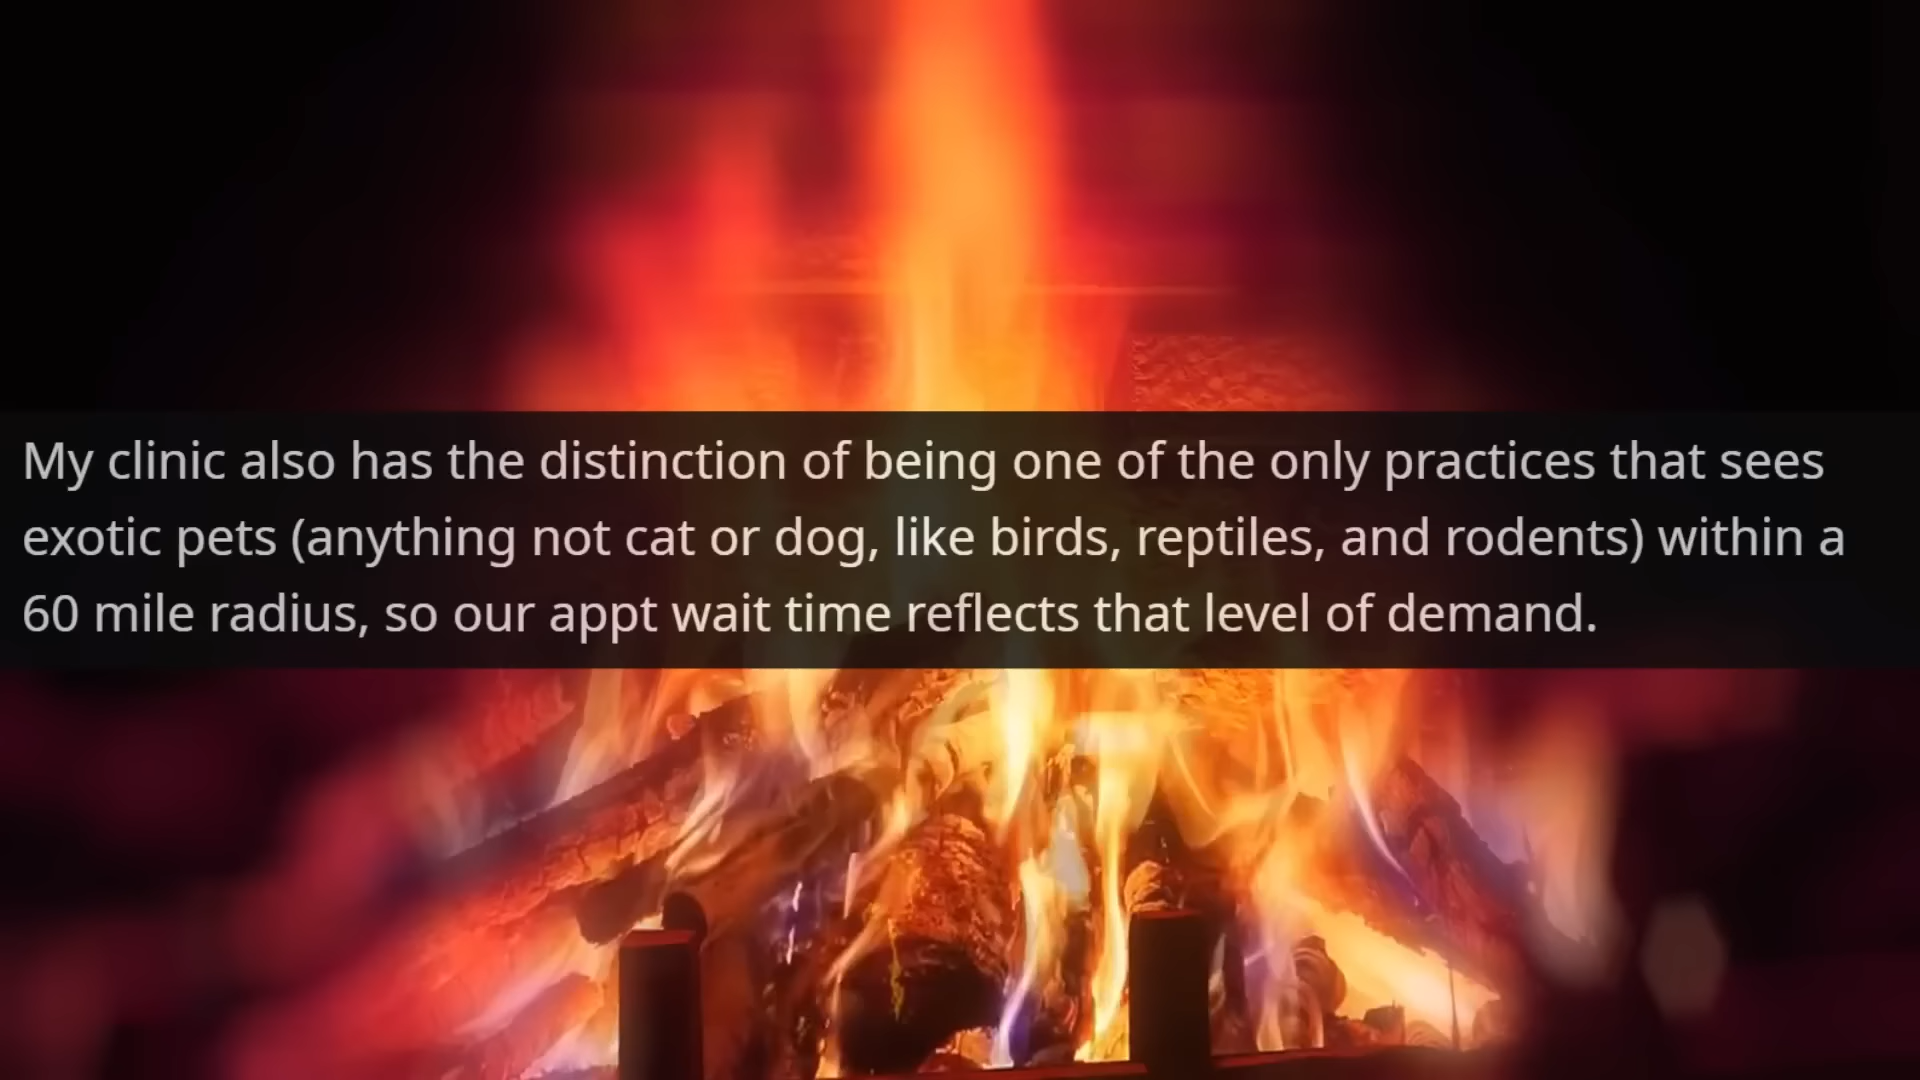 My clinic also has the distinction of being one of the only practices that sees
exotic pets (anything not cat or dog, like birds, reptiles, and rodents) within a
60 mile radius, so our appt wait time reflects that level of demand.